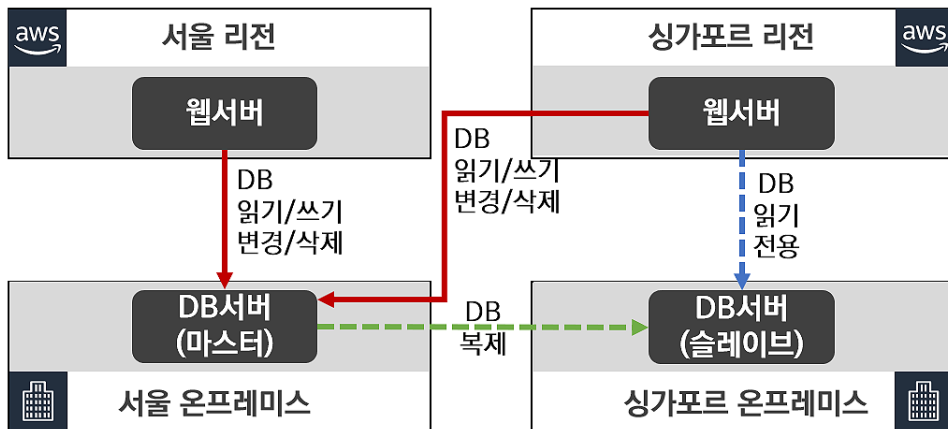 aws
서울 리전
싱가포르 리전
aws
웹서버
웹서버
DB
읽기/쓰기
변경/삭제
DB
읽기/쓰기
변경/삭제
DB
읽기
전용
DB서버
(마스터)
DB
복제
DB서버
(슬레이브)
서울 온프레미스
싱가포르 온프레미스